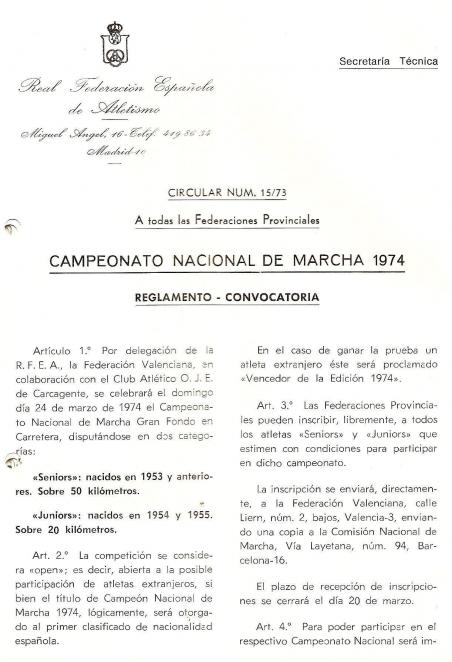 Secretaría Técnica
Real Federación Española
de Atletismo
Miguel Angel, 16-Teléf. 419 86 34
Madrid-10
CIRCULAR NUM. 15/73
A todas las Federaciones Provinciales
CAMPEONATO NACIONAL DE MARCHA 1974
REGLAMENTO - CONVOCATORIA
Artículo 1.º Por delegación de la
R. F. E. A., la Federación Valenciana, en
colaboración con el Club Atlético O. J. E.
de Carcagente, se celebrará el domingo
día 24 de marzo de 1974 el Campeona-
to Nacional de Marcha Gran Fondo en
Carretera, disputándose en dos catego-
rías:
«Seniors»: nacidos en 1953 y anterio-
res. Sobre 50 kilómetros.
«Juniors»: nacidos en 1954 y 1955.
Sobre 20 kilómetros.
Art. 2.º La competición se conside-
ra «open»; es decir, abierta a la posible
participación de atletas extranjeros, si
bien el título de Campeón Nacional de
Marcha 1974, lógicamente, será otorga-
do al primer clasificado de nacionalidad
española.
En el caso de ganar la prueba un
atleta extranjero éste será proclamado
«Vencedor de la Edición 1974».
Art. 3.º Las Federaciones Provincia-
les pueden inscribir, libremente, a todos
los atletas «Seniors» y «Juniors» que
estimen con condiciones para participar
en dicho campeonato.
La inscripción se enviará, directamen-
te, a la Federación Valenciana, calle
Liern, núm. 2, bajos, Valencia-3, envian-
do una copia a la Comisión Nacional de
Marcha, Vía Layetana, núm. 94, Bar-
celona-16.
El plazo de recepción de inscripcio-
nes se cerrará el día 20 de marzo.
Art. 4.º Para poder participar en el
respectivo Campeonato Nacional será im-